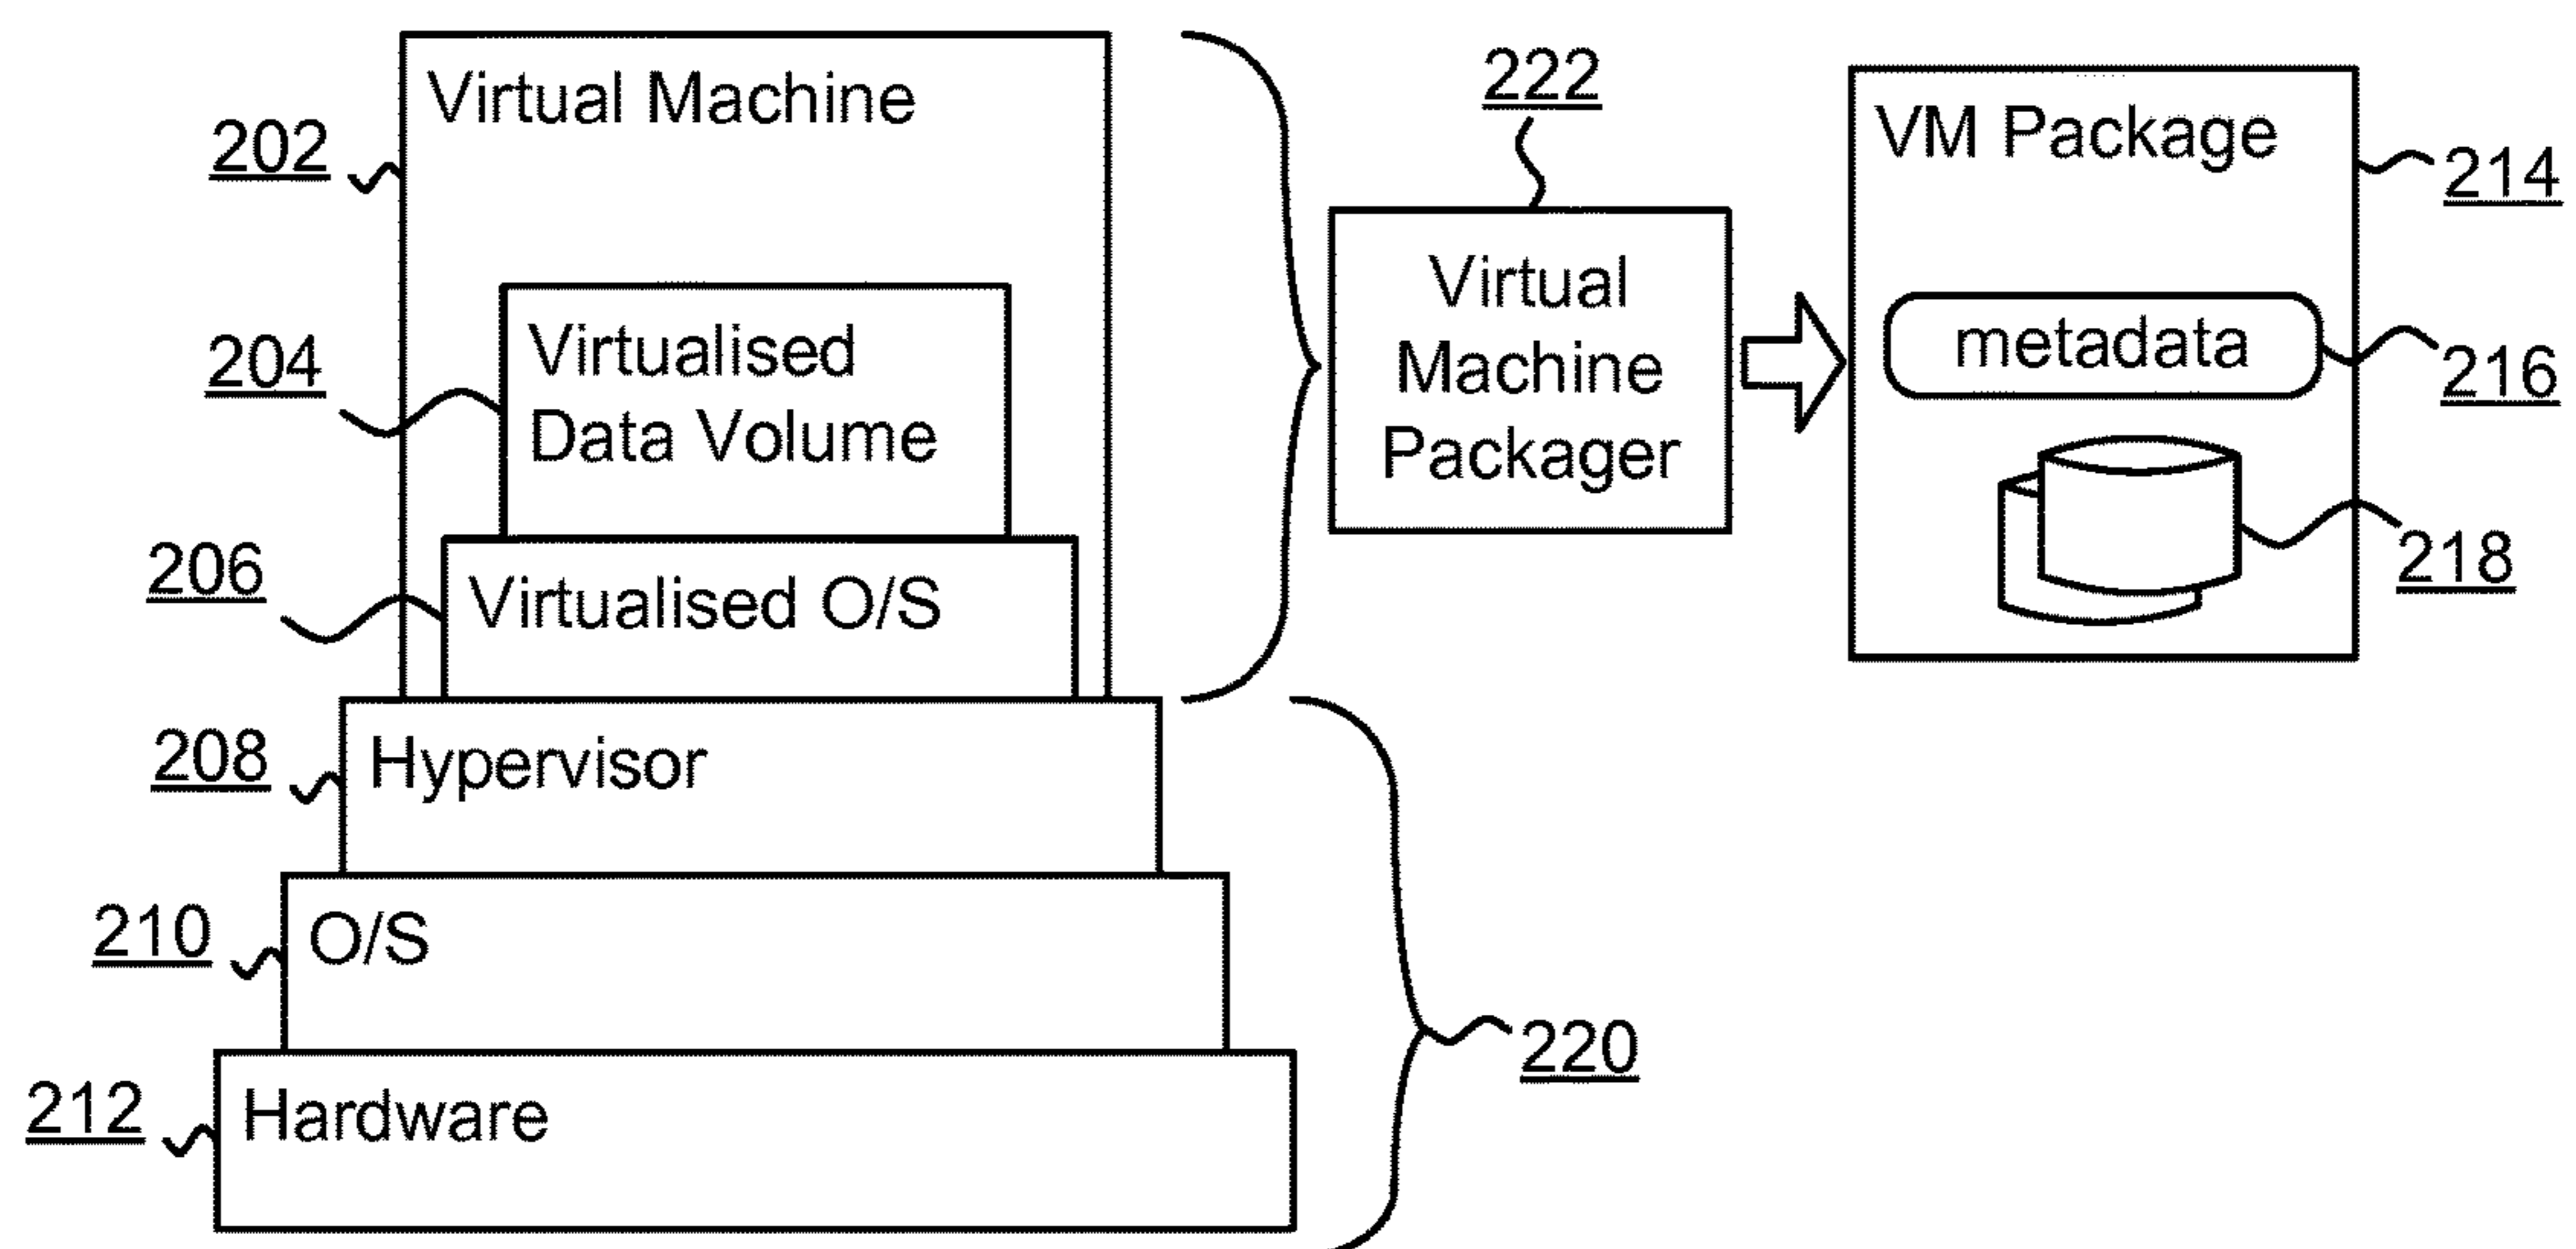 Virtual Machine
202
204
Virtualised
Data Volume
206
Virtualised O/S
208
Hypervisor
210
O/S
212
Hardware
220
222
Virtual
Machine
Packager
VM Package
214
metadata
216
218